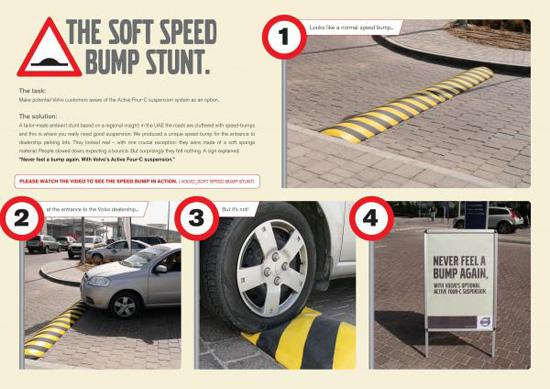 THE SOFT SPEED
BUMP STUNT.
The task:
Make potential Volvo customers aware of the Active Four-C suspension system as an option.
The solution:
A tailor-made ambient stunt based on a regional insight: in the UAE the roads are cluttered with speed-bumps
and this is where you really need good suspension. We produced a unique speed bump for the entrance to
dealership parking lots. They looked real – with one crucial exception: they were made of a soft sponge
material. People slowed down, expecting a bounce. But surprisingly they felt nothing. A sign explained:
"Never feel a bump again. With Volvo's Active Four-C suspension."
PLEASE WATCH THE VIDEO TO SEE THE SPEED BUMP IN ACTION. (VOLVO_SOFT SPEED BUMP STUNT)
1
Looks like a normal speed bump...
2
at the entrance to the Volvo dealership...
3
But it's not!
4
NEVER FEEL A
BUMP AGAIN.
WITH VOLVO'S OPTIONAL
ACTIVE FOUR-C SUSPENSION.